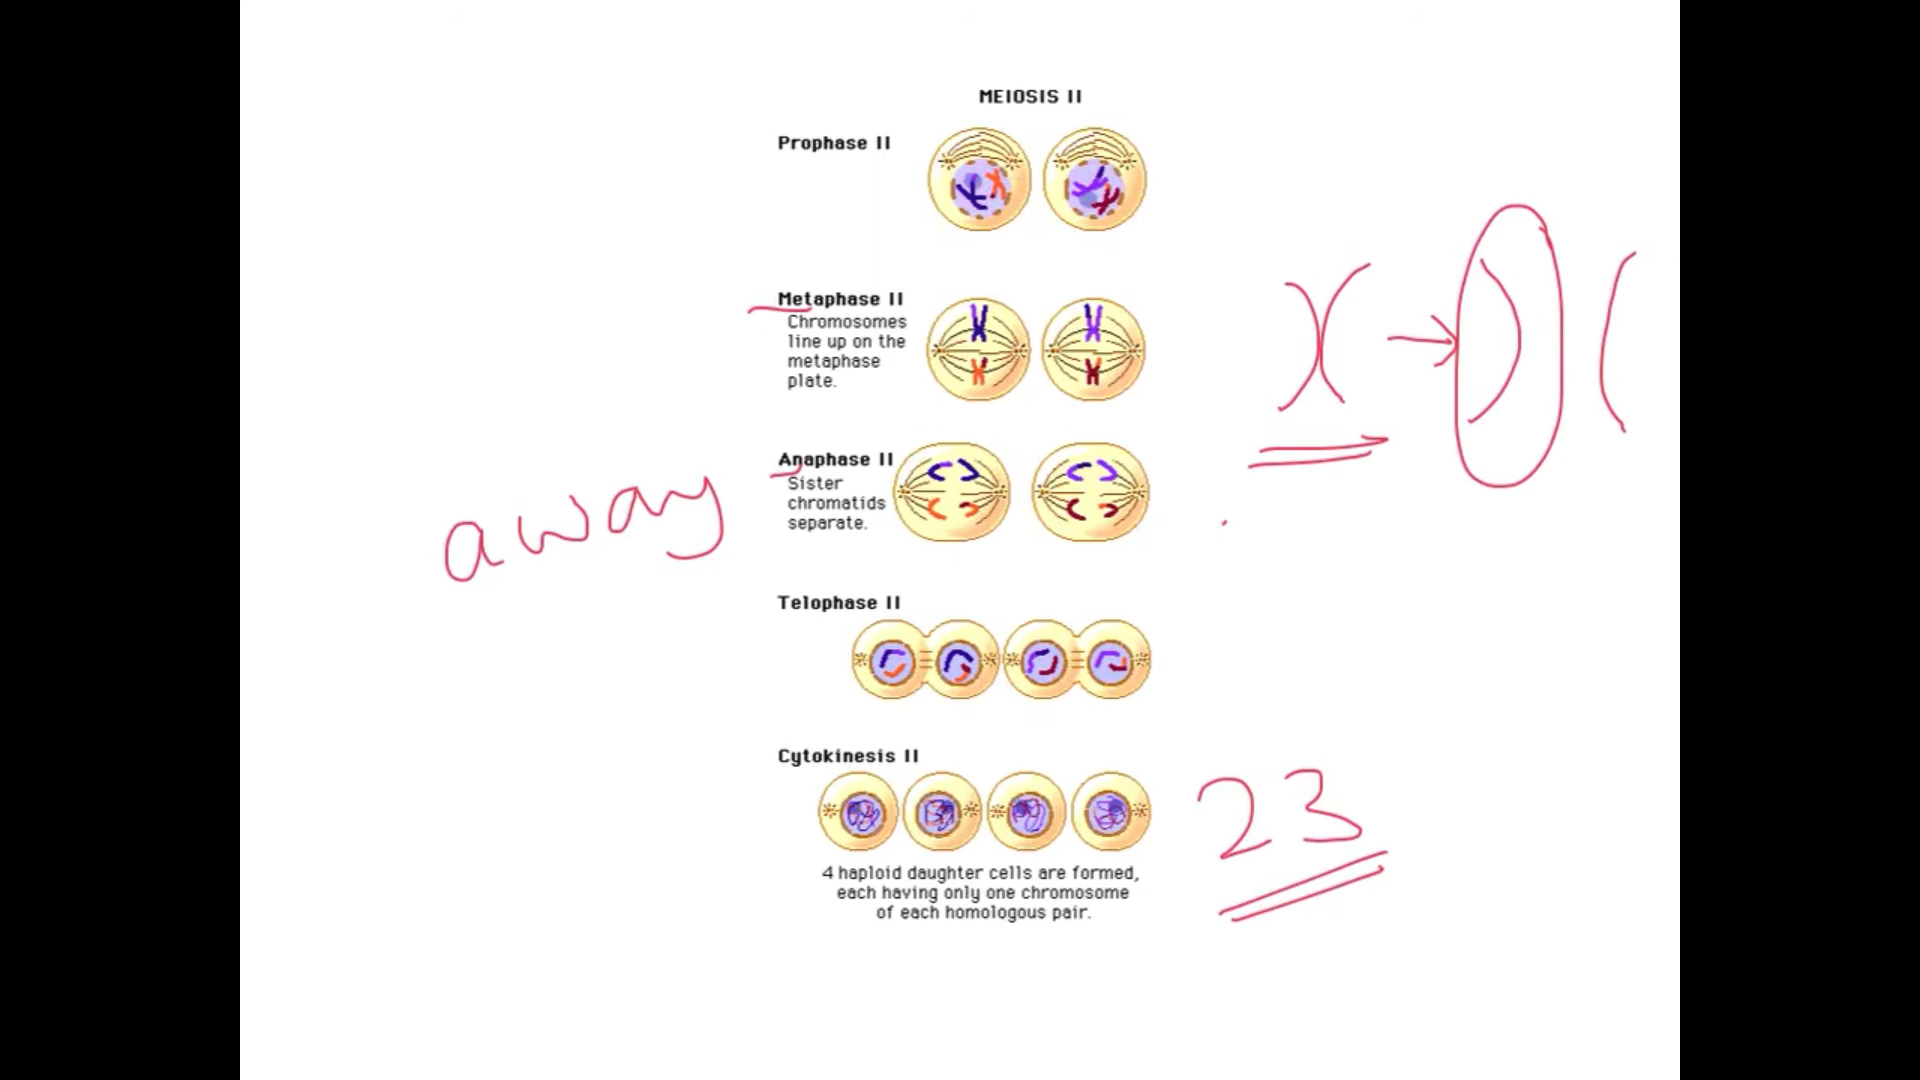 MEIOSIS II
Prophase II
Metaphase II
Chromosomes
line up on the
metaphase
plate.
Anaphase II
Sister
chromatids
separate.
away
Telophase II
Cytokinesis II
23
4 haploid daughter cells are formed,
each having only one chromosome
of each homologous pair.